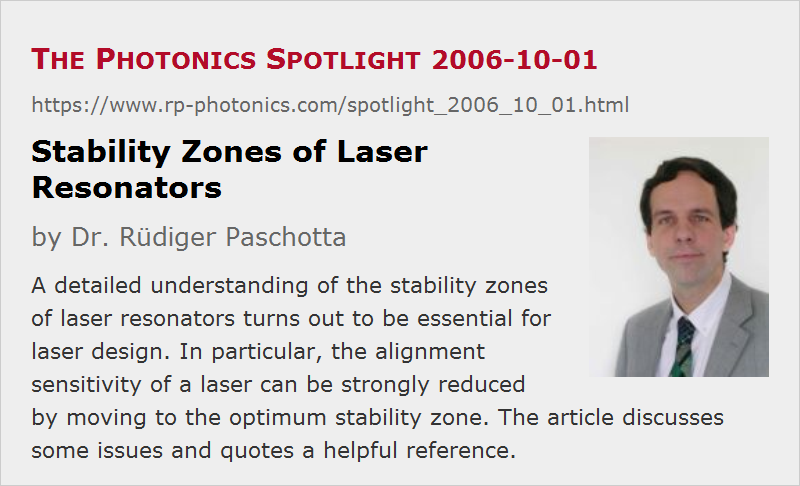 THE PHOTONICS SPOTLIGHT 2006-10-01
https://www.rp-photonics.com/spotlight_2006_10_01.html
Stability Zones of Laser
Resonators
by Dr. Rüdiger Paschotta
A detailed understanding of the stability zones
of laser resonators turns out to be essential for
laser design. In particular, the alignment
sensitivity of a laser can be strongly reduced
by moving to the optimum stability zone. The article discusses
some issues and quotes a helpful reference.